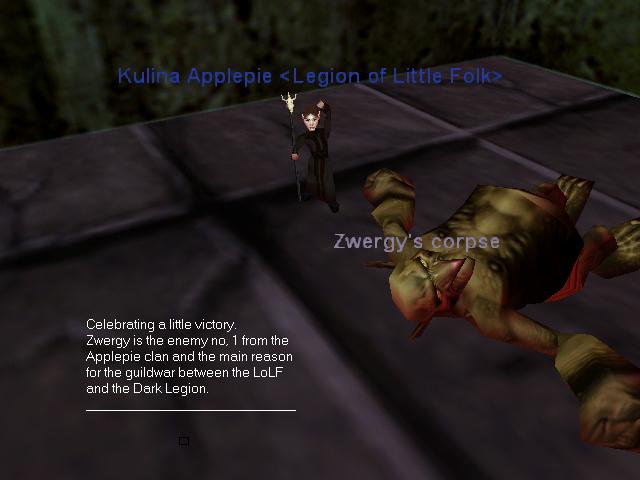 Kulina Applepie <Legion of Little Folk>
Zwergy's corpse
Celebrating a little victory.
Zwergy is the enemy no, 1 from the
Applepie clan and the main reason
for the guildwar between the LoLF
and the Dark Legion.